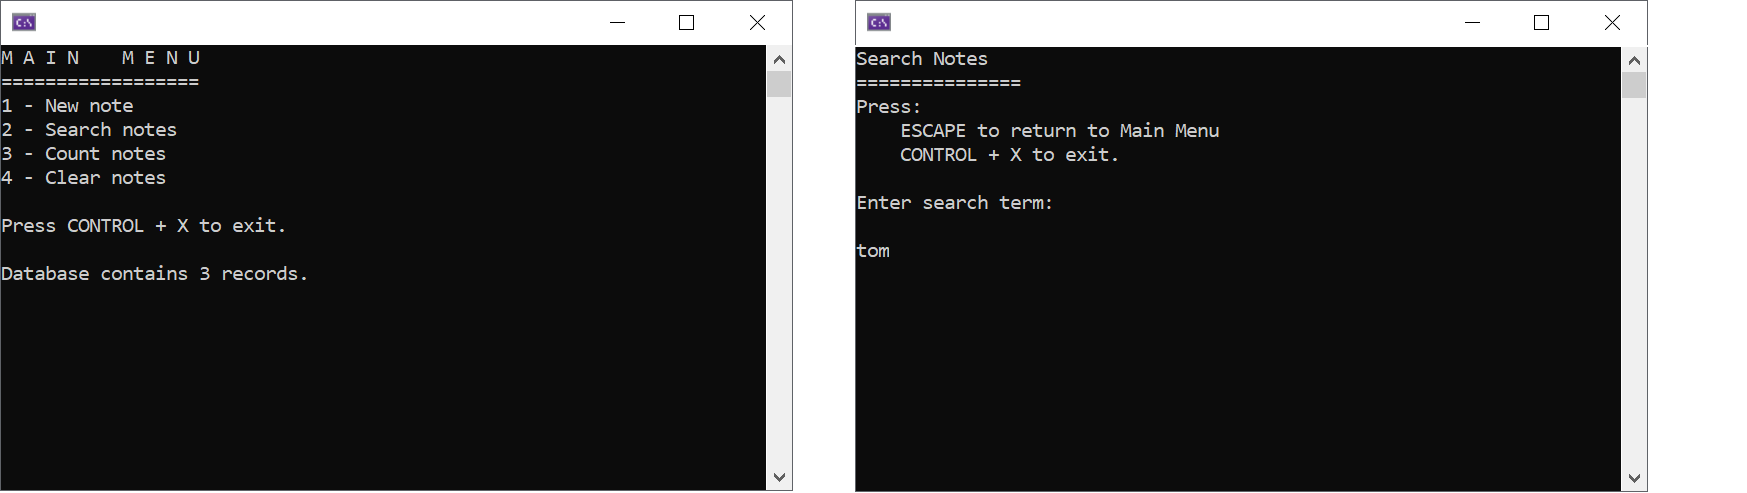 C:\
M A I N    M E N U
==================
1 - New note
2 - Search notes
3 - Count notes
4 - Clear notes

Press CONTROL + X to exit.

Database contains 3 records.

C:\
Search Notes
===============
Press:
    ESCAPE to return to Main Menu
    CONTROL + X to exit.

Enter search term:

tom